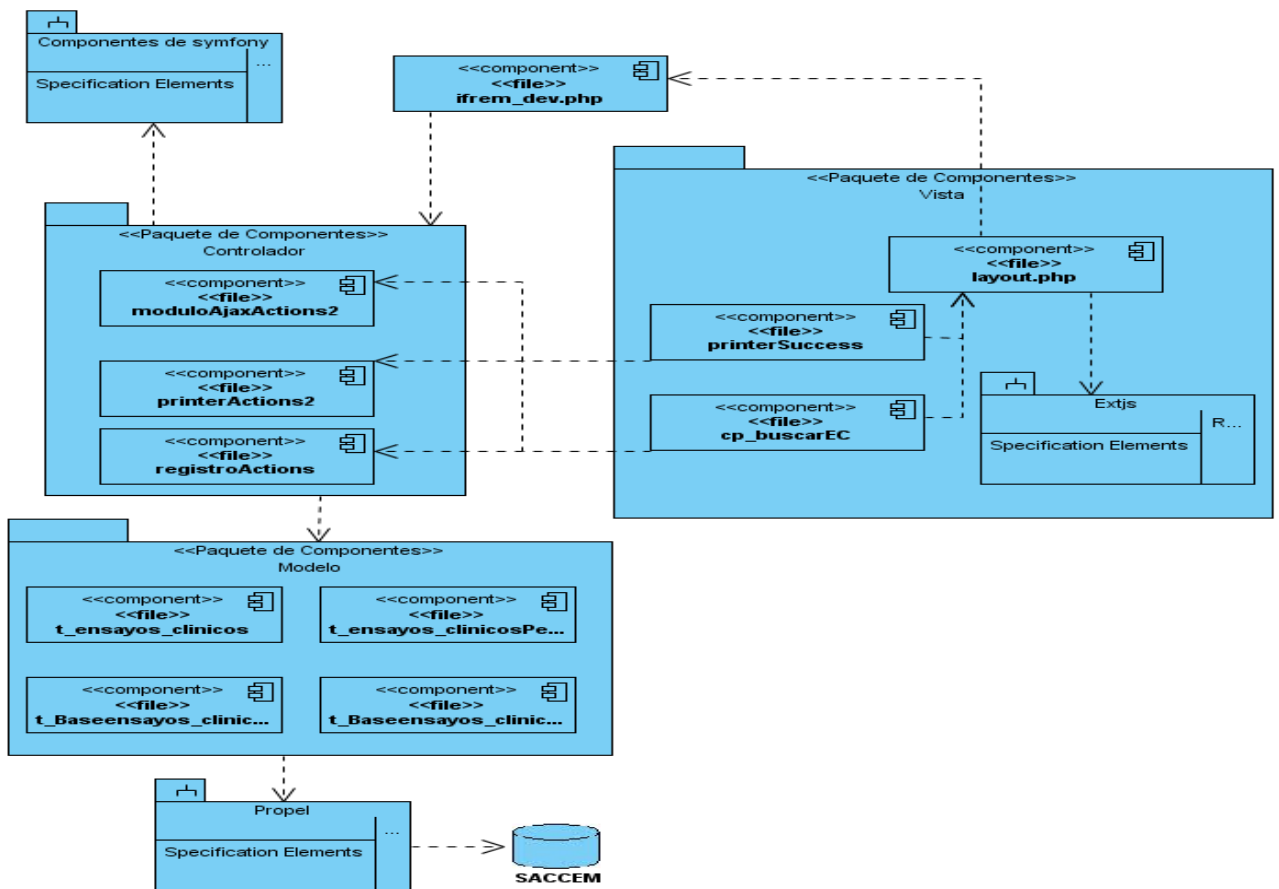 Componentes de symfony
...
Specification Elements
<<component>>
<<file>>
ifrem_dev.php
<<Paquete de Componentes>>
Vista
<<component>>
<<file>>
layout.php
<<component>>
<<file>>
printerSuccess
<<component>>
<<file>>
cp_buscarEC
Extjs
R...
Specification Elements
<<Paquete de Componentes>>
Controlador
<<component>>
<<file>>
moduloAjaxActions2
<<component>>
<<file>>
printerActions2
<<component>>
<<file>>
registroActions
<<Paquete de Componentes>>
Modelo
<<component>>
<<file>>
t_ensayos_clinicos
<<component>>
<<file>>
t_ensayos_clinicosPe...
<<component>>
<<file>>
t_Baseensayos_clinic...
<<component>>
<<file>>
t_Baseensayos_clinic...
Propel
...
Specification Elements
SACCEM